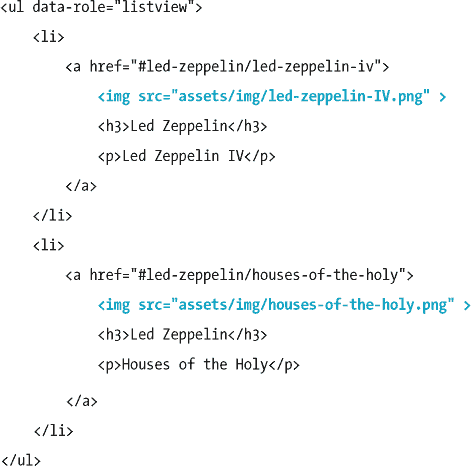 <ul data-role="listview">
<li>
<a href="#led-zeppelin/led-zeppelin-iv">
<img src="assets/img/led-zeppelin-IV.png" >
<h3>Led Zeppelin</h3>
<p>Led Zeppelin IV</p>
</a>
</li>
<li>
<a href="#led-zeppelin/houses-of-the-holy">
<img src="assets/img/houses-of-the-holy.png" >
<h3>Led Zeppelin</h3>
<p>Houses of the Holy</p>
</a>
</li>
</ul>